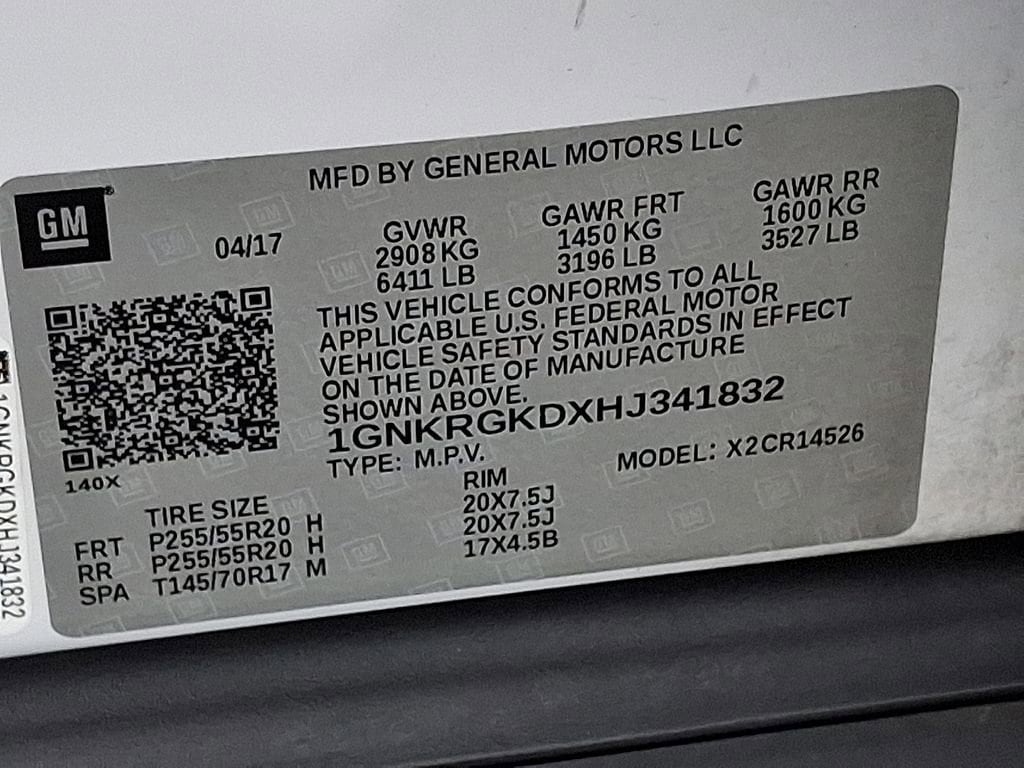 MFD BY GENERAL MOTORS LLC
GM
04/17
GVWR GAWR FRT GAWR RR
2908 KG 1450 KG 1600 KG
6411 LB 3196 LB 3527 LB
THIS VEHICLE CONFORMS TO ALL
APPLICABLE U.S. FEDERAL MOTOR
VEHICLE SAFETY STANDARDS IN EFFECT
ON THE DATE OF MANUFACTURE
SHOWN ABOVE.
1GNKRGKDXHJ341832
140X
TYPE: M.P.V. MODEL: X2CR14526
TIRE SIZE RIM
FRT P255/55R20 H 20X7.5J
RR P255/55R20 H 20X7.5J
SPA T145/70R17 M 17X4.5B
1GNKRGKDXHJ341832